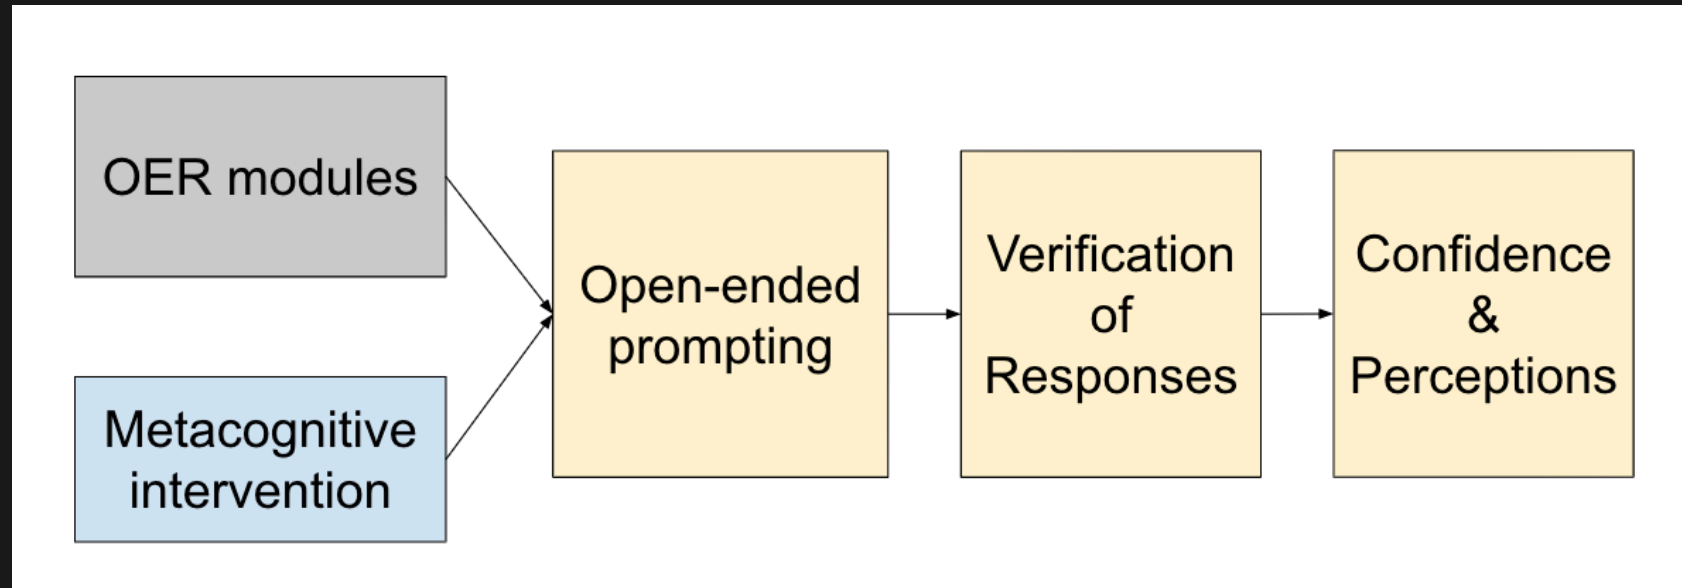 OER modules
Metacognitive
intervention
Open-ended
prompting
Verification
of
Responses
Confidence
&
Perceptions